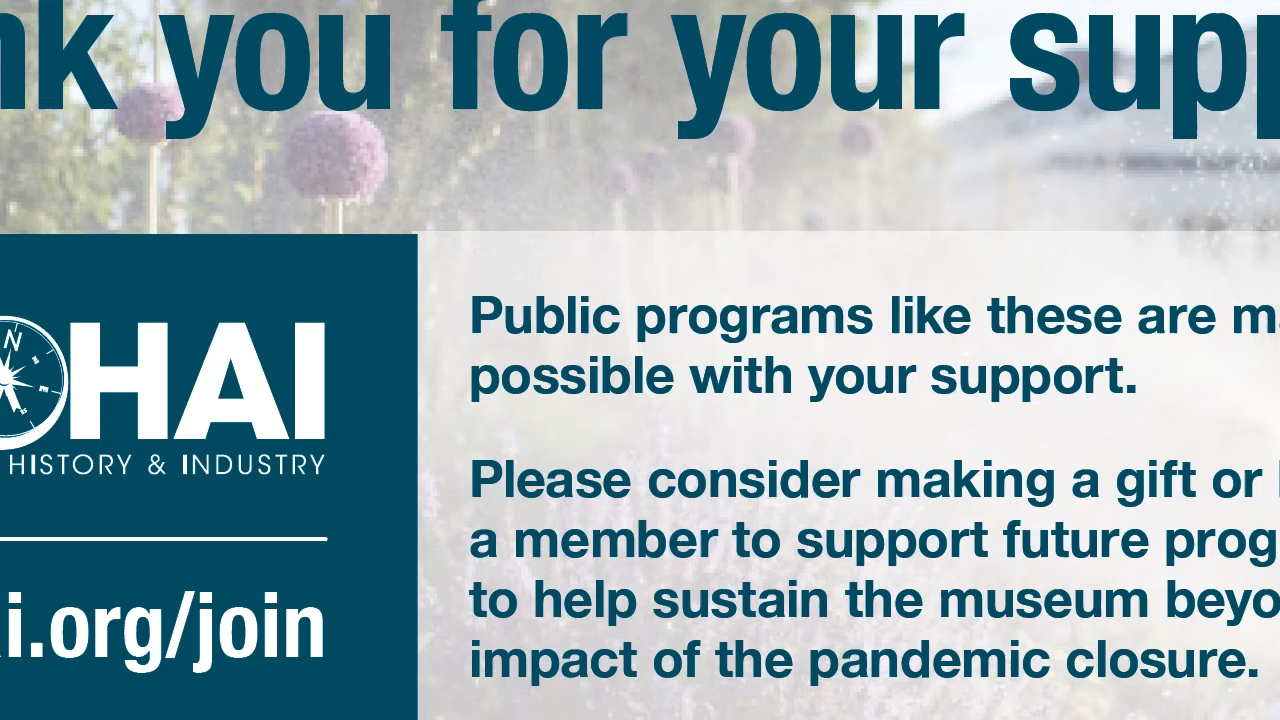 nk you for your supp
N
HAI
HISTORY & INDUSTRY
i.org/join
Public programs like these are m
possible with your support.
Please consider making a gift or
a member to support future prog
to help sustain the museum beyo
impact of the pandemic closure.